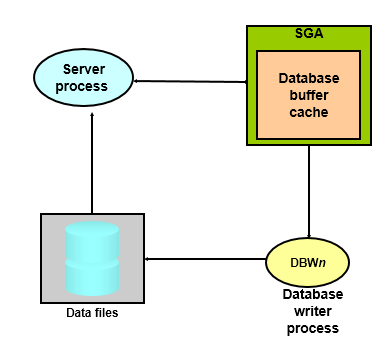 SGA
Server
process
Database
buffer
cache
DBWn
Database
writer
process
Data files